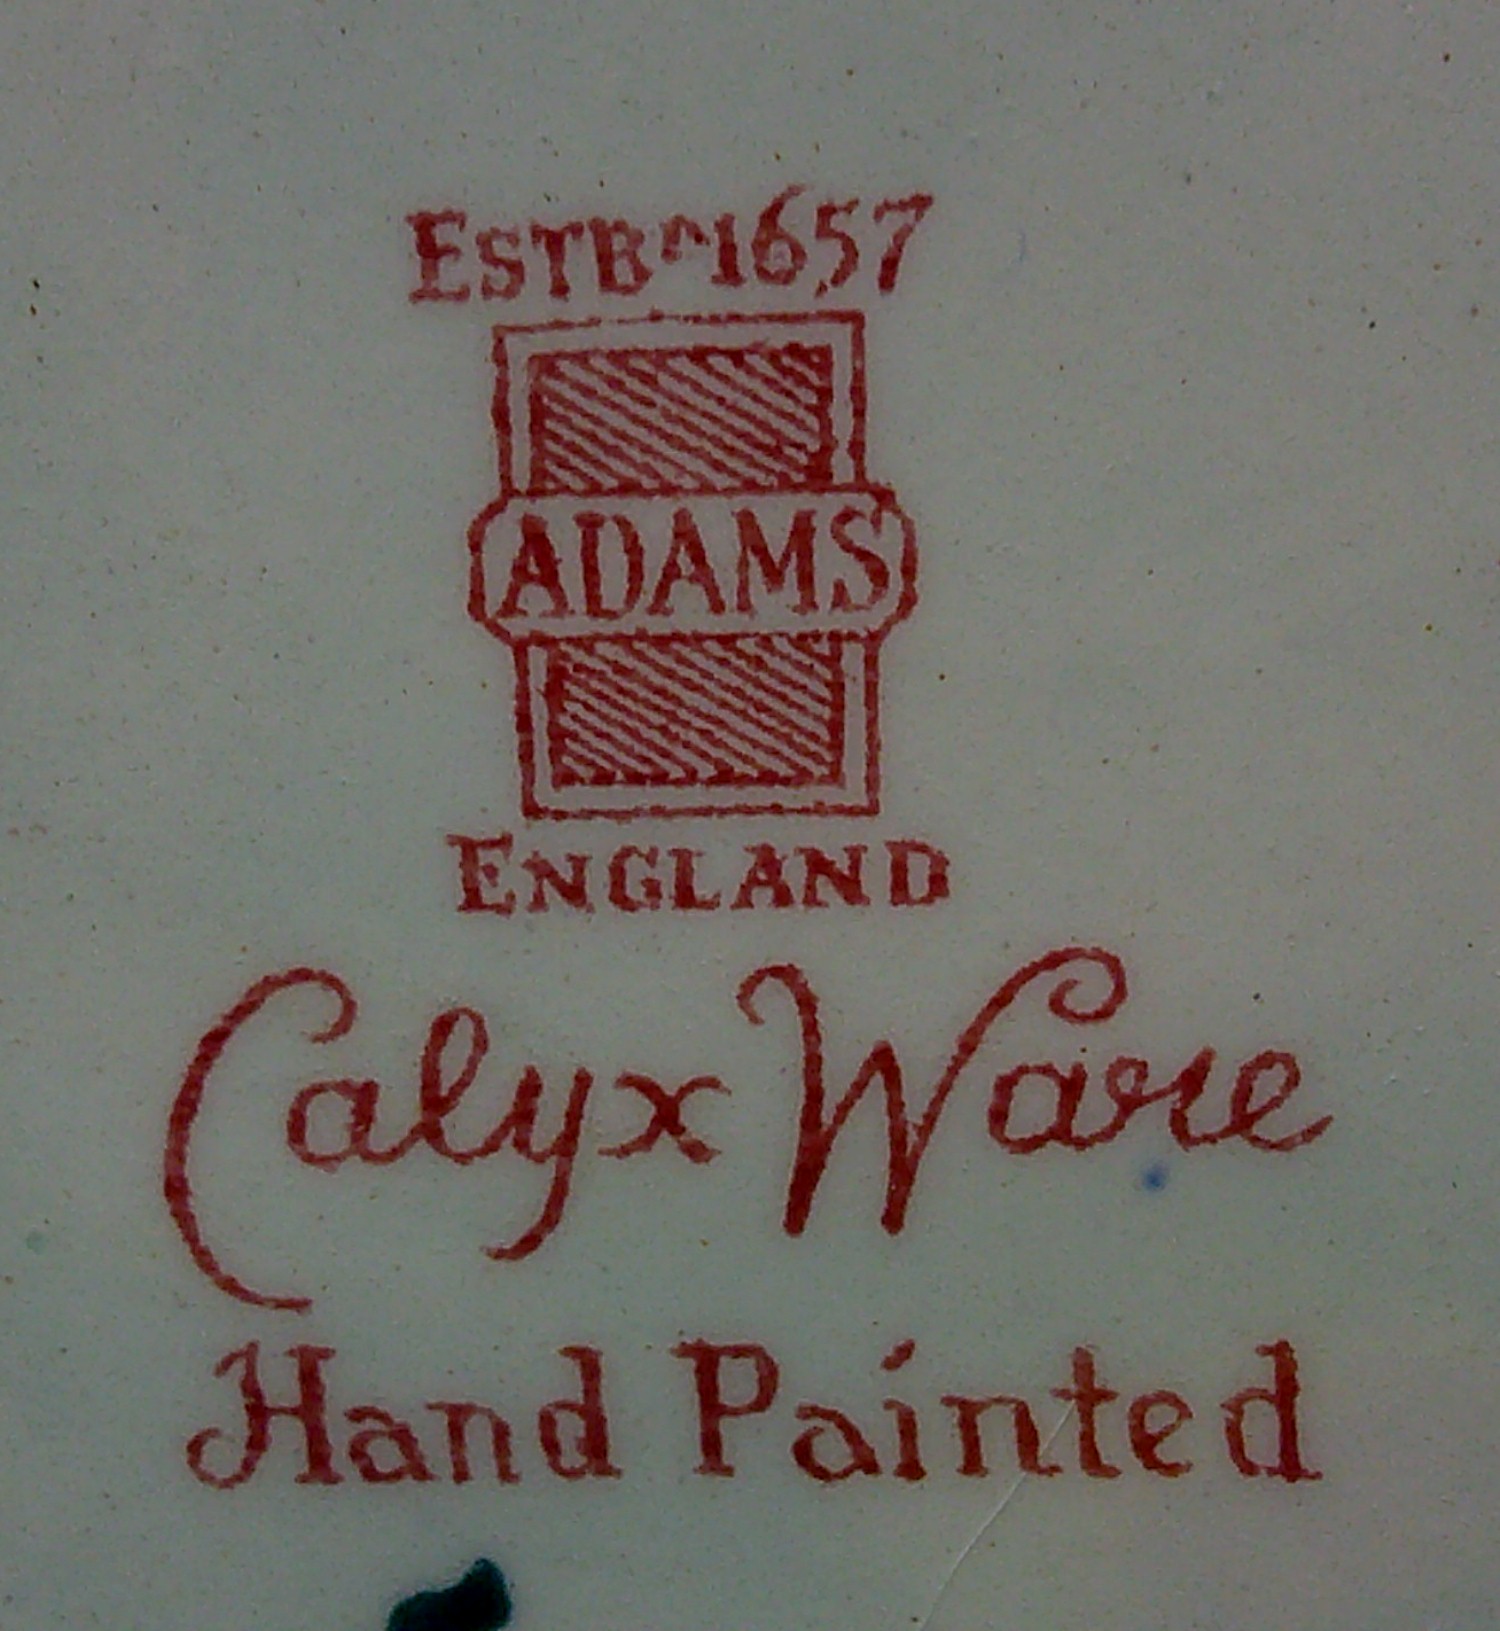 ESTBD 1657
ADAMS
ENGLAND
Calyx Ware
Hand Painted